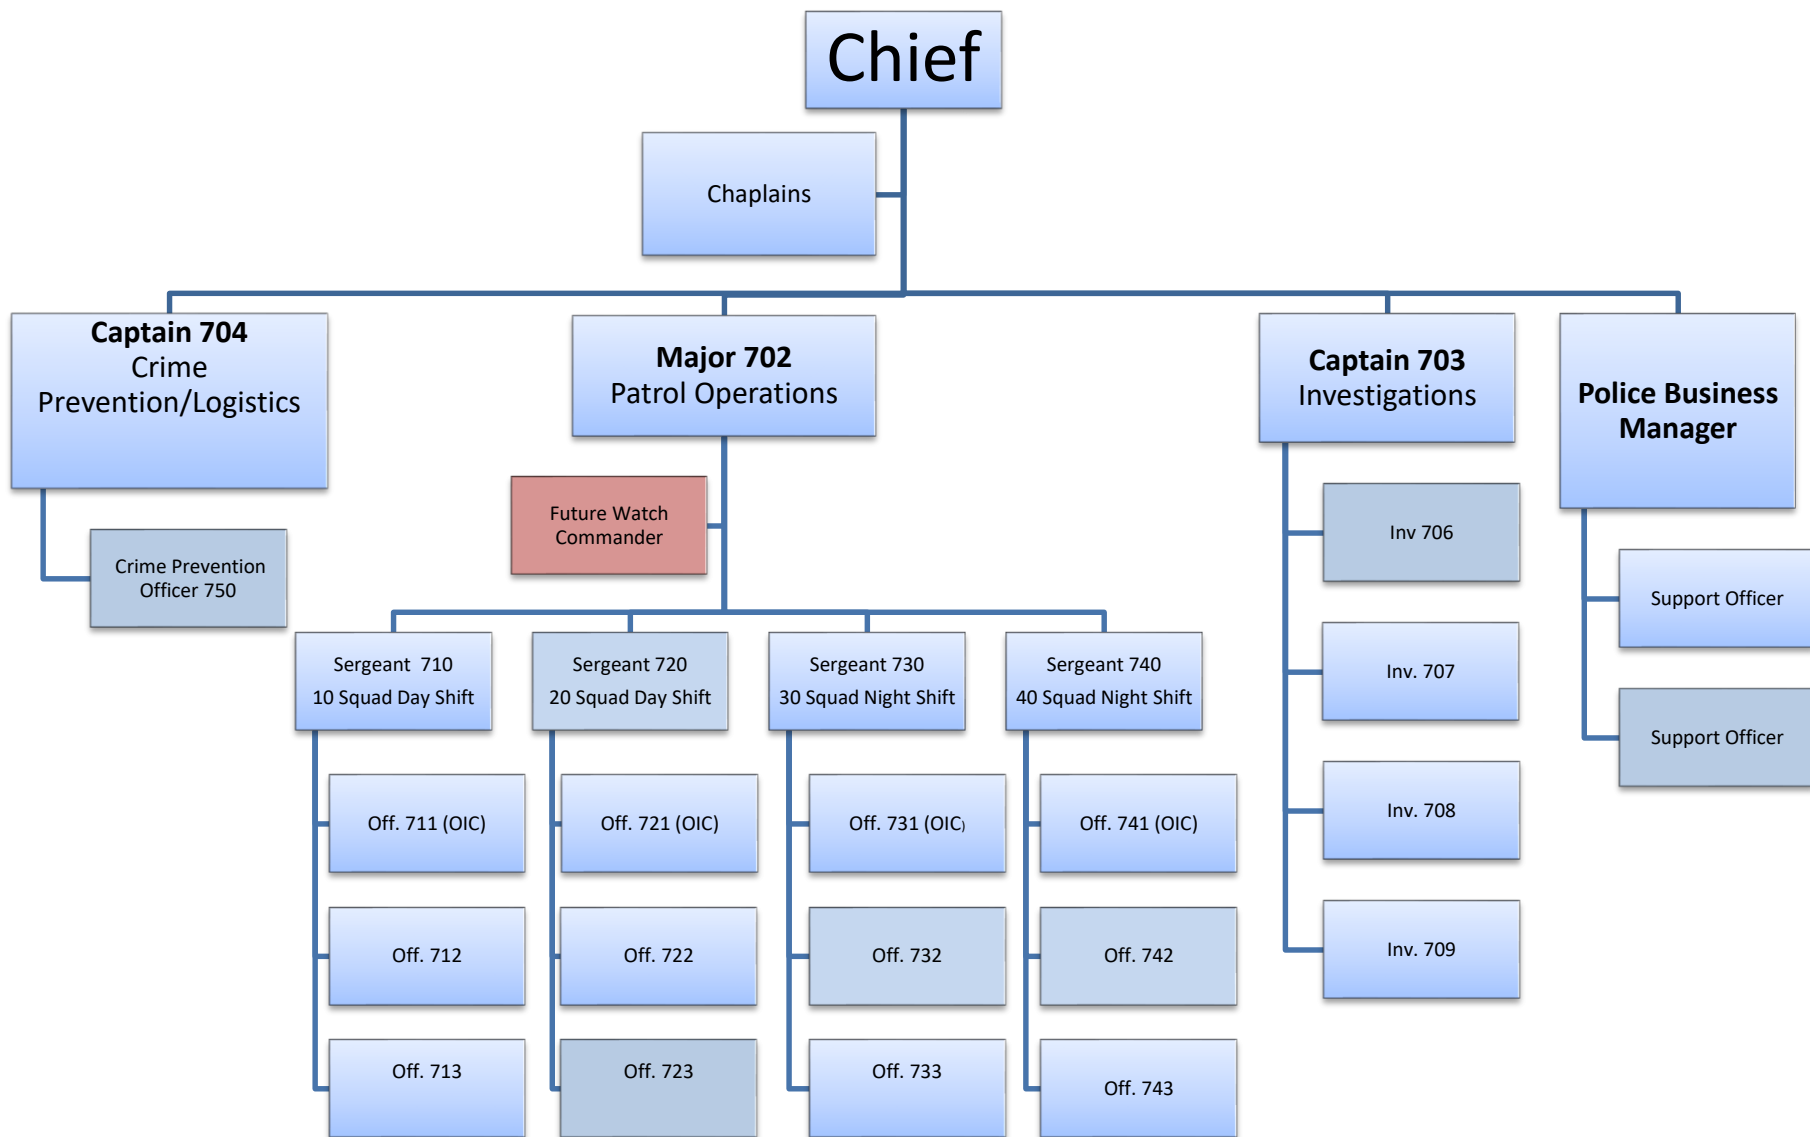 Chief
Chaplains
Captain 704
Crime
Prevention/Logistics
Major 702
Patrol Operations
Captain 703
Investigations
Police Business
Manager
Future Watch
Commander
Crime Prevention
Officer 750
Inv 706
Support Officer
Sergeant 710
10 Squad Day Shift
Sergeant 720
20 Squad Day Shift
Sergeant 730
30 Squad Night Shift
Sergeant 740
40 Squad Night Shift
Inv. 707
Support Officer
Off. 711 (OIC)
Off. 721 (OIC)
Off. 731 (OIC)
Off. 741 (OIC)
Inv. 708
Off. 712
Off. 722
Off. 732
Off. 742
Inv. 709
Off. 713
Off. 723
Off. 733
Off. 743